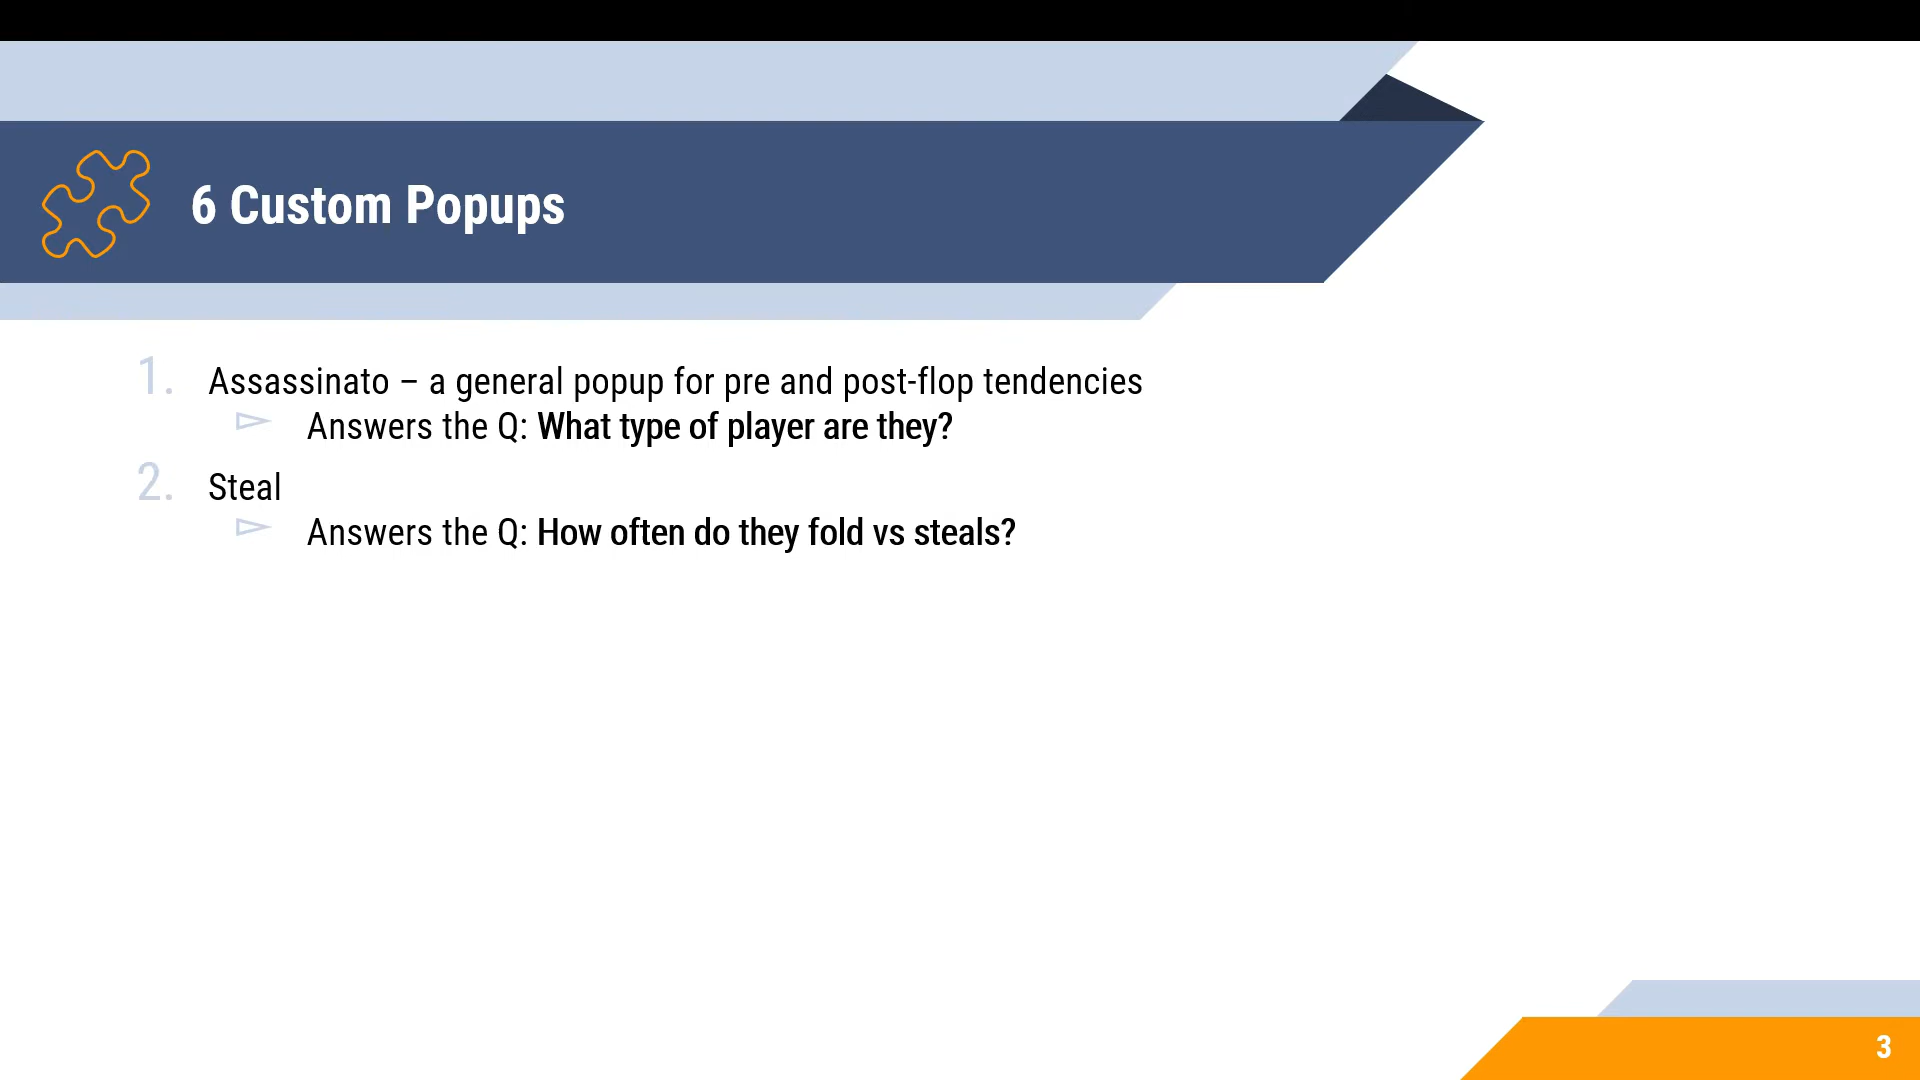 6 Custom Popups
1. Assassinato – a general popup for pre and post-flop tendencies
Answers the Q: What type of player are they?
2. Steal
Answers the Q: How often do they fold vs steals?
3